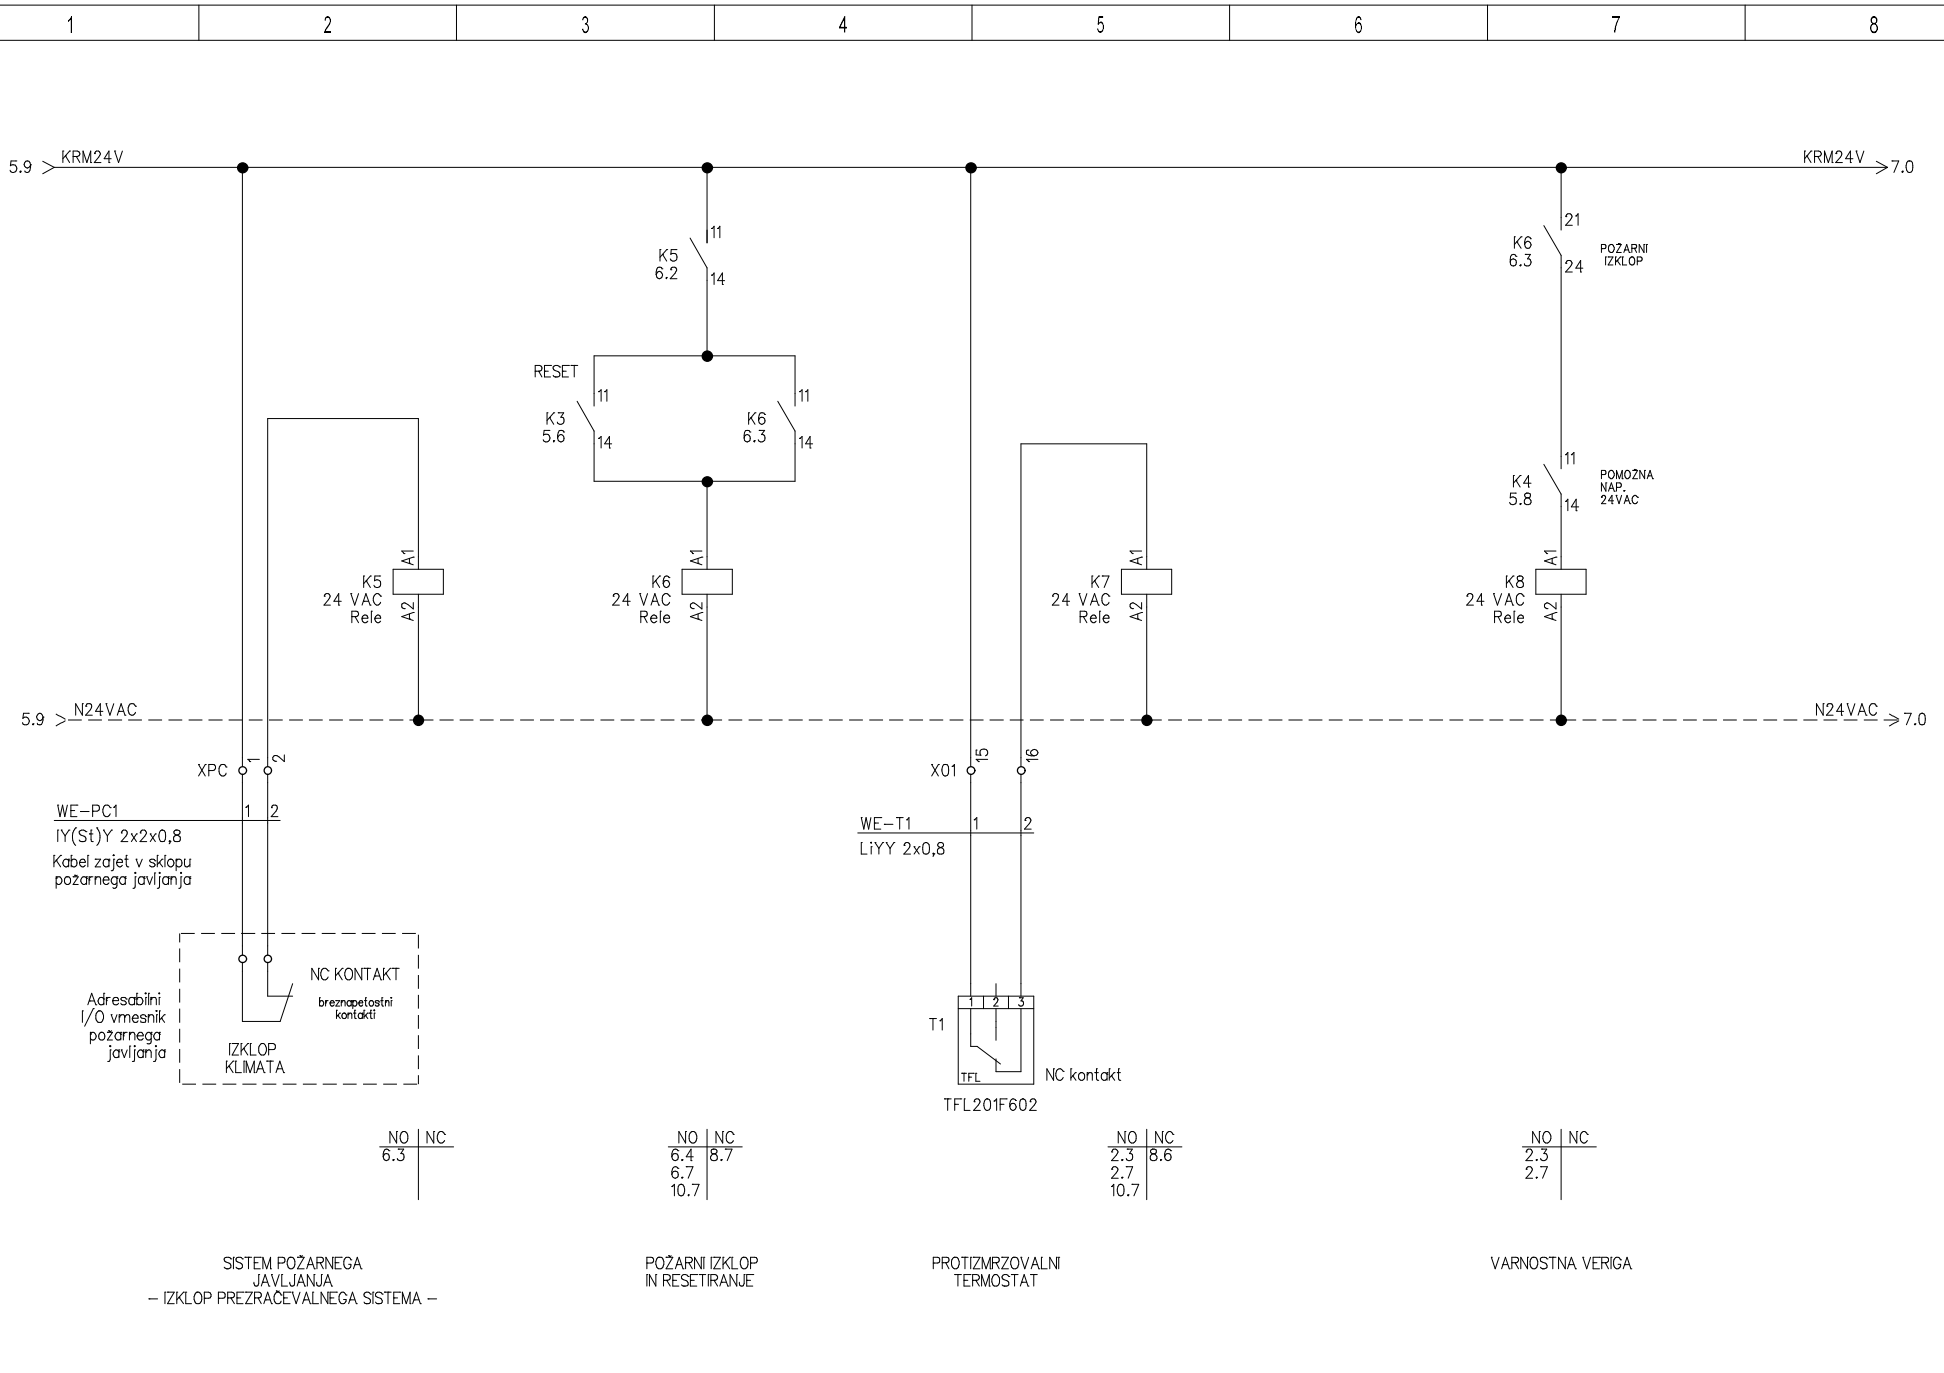 1 2 3 4 5 6 7 8
5.9 KRM24V KRM24V 7.0
11
K5
6.2
14
21
K6
6.3
24
POŽARNI
IZKLOP
RESET
11
K3
5.6
14
11
K6
6.3
14
11
K4
5.8
14
POMOŽNA
NAP.
24VAC
A1
K5
24 VAC
Rele
A2
A1
K6
24 VAC
Rele
A2
A1
K7
24 VAC
Rele
A2
A1
K8
24 VAC
Rele
A2
5.9 N24VAC N24VAC 7.0
XPC 1 2
X01 15 16
WE-PC1 1 2
IY(St)Y 2x2x0,8
Kabel zajet v sklopu
požarnega javljanja
WE-T1 1 2
LiYY 2x0,8
Adresabilni
I/O vmesnik
požarnega
javljanja
NC KONTAKT
breznapetostni
kontakti
IZKLOP
KLIMATA
1 2 3
T1
TFL
NC kontakt
TFL201F602
NO NC
6.3
NO NC
6.4 8.7
6.7
10.7
NO NC
2.3 8.6
2.7
10.7
NO NC
2.3
2.7
SISTEM POŽARNEGA
JAVLJANJA
- IZKLOP PREZRAČEVALNEGA SISTEMA -
POŽARNI IZKLOP
IN RESETIRANJE
PROTIZMRZOVALNI
TERMOSTAT
VARNOSTNA VERIGA